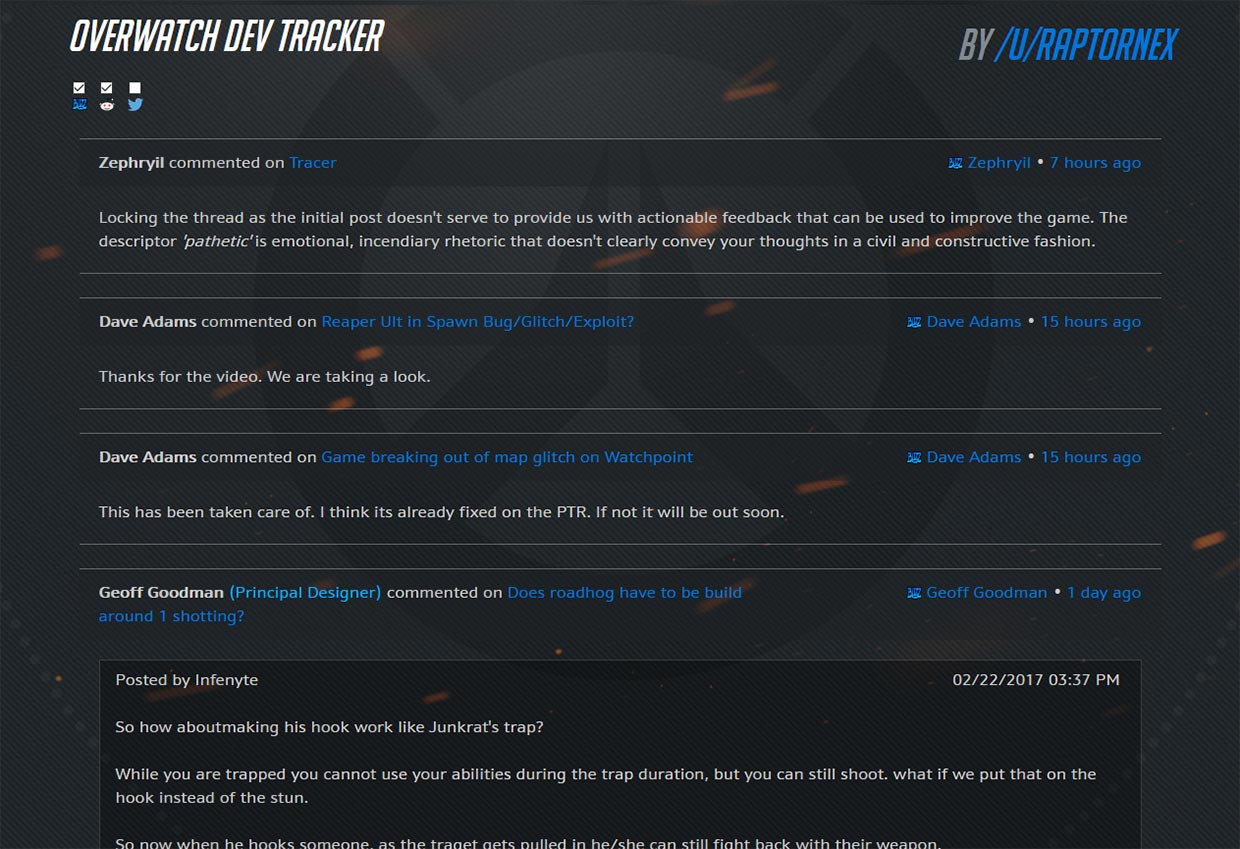 OVERWATCH DEV TRACKER
BY /U/RAPTORNEX
Zephryil commented on Tracer
Zephryil • 7 hours ago
Locking the thread as the initial post doesn't serve to provide us with actionable feedback that can be used to improve the game. The
descriptor 'pathetic' is emotional, incendiary rhetoric that doesn't clearly convey your thoughts in a civil and constructive fashion.
Dave Adams commented on Reaper Ult in Spawn Bug/Glitch/Exploit?
Dave Adams • 15 hours ago
Thanks for the video. We are taking a look.
Dave Adams commented on Game breaking out of map glitch on Watchpoint
Dave Adams • 15 hours ago
This has been taken care of. I think its already fixed on the PTR. If not it will be out soon.
Geoff Goodman (Principal Designer) commented on Does roadhog have to be build
around 1 shotting?
Geoff Goodman • 1 day ago
Posted by Infenyte
02/22/2017 03:37 PM
So how aboutmaking his hook work like Junkrat's trap?
While you are trapped you cannot use your abilities during the trap duration, but you can still shoot. what if we put that on the
hook instead of the stun.
So now when he hooks someone, as the traget gets pulled in he/she can still fight back with their weapon.